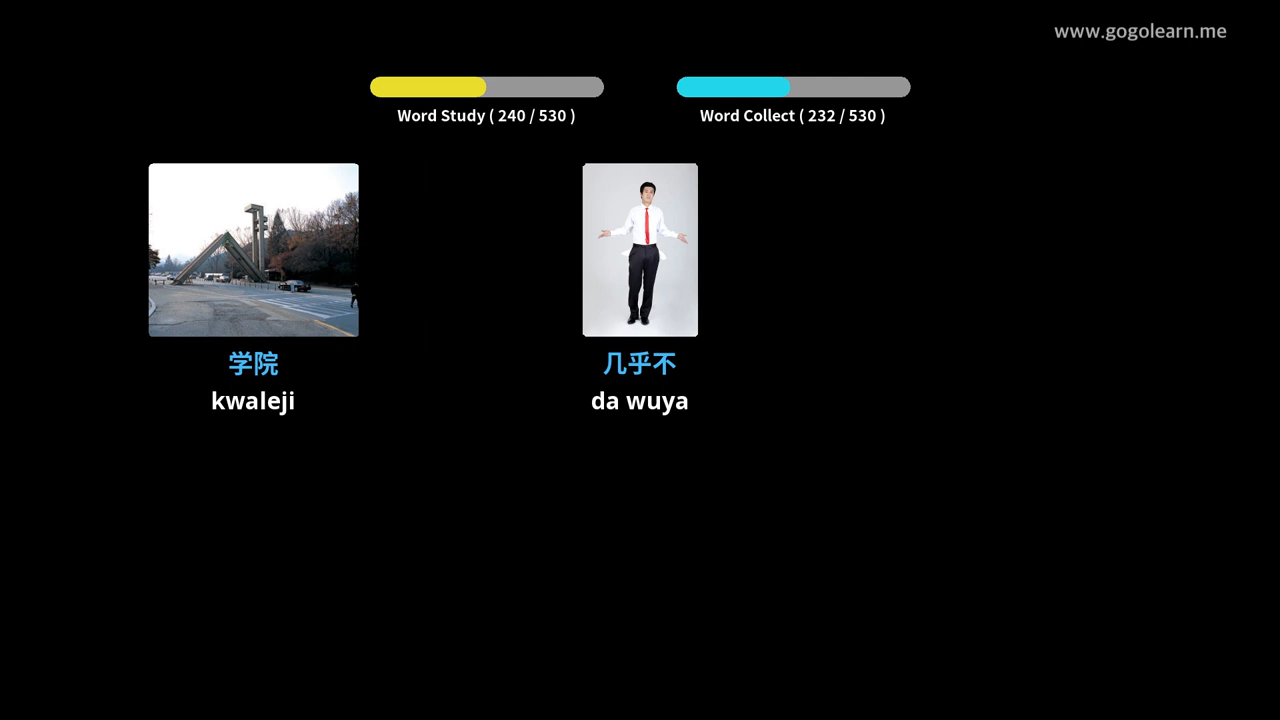 www.gogolearn.me
Word Study ( 240 / 530 )
Word Collect ( 232 / 530 )
学院
kwaleji
几乎不
da wuya